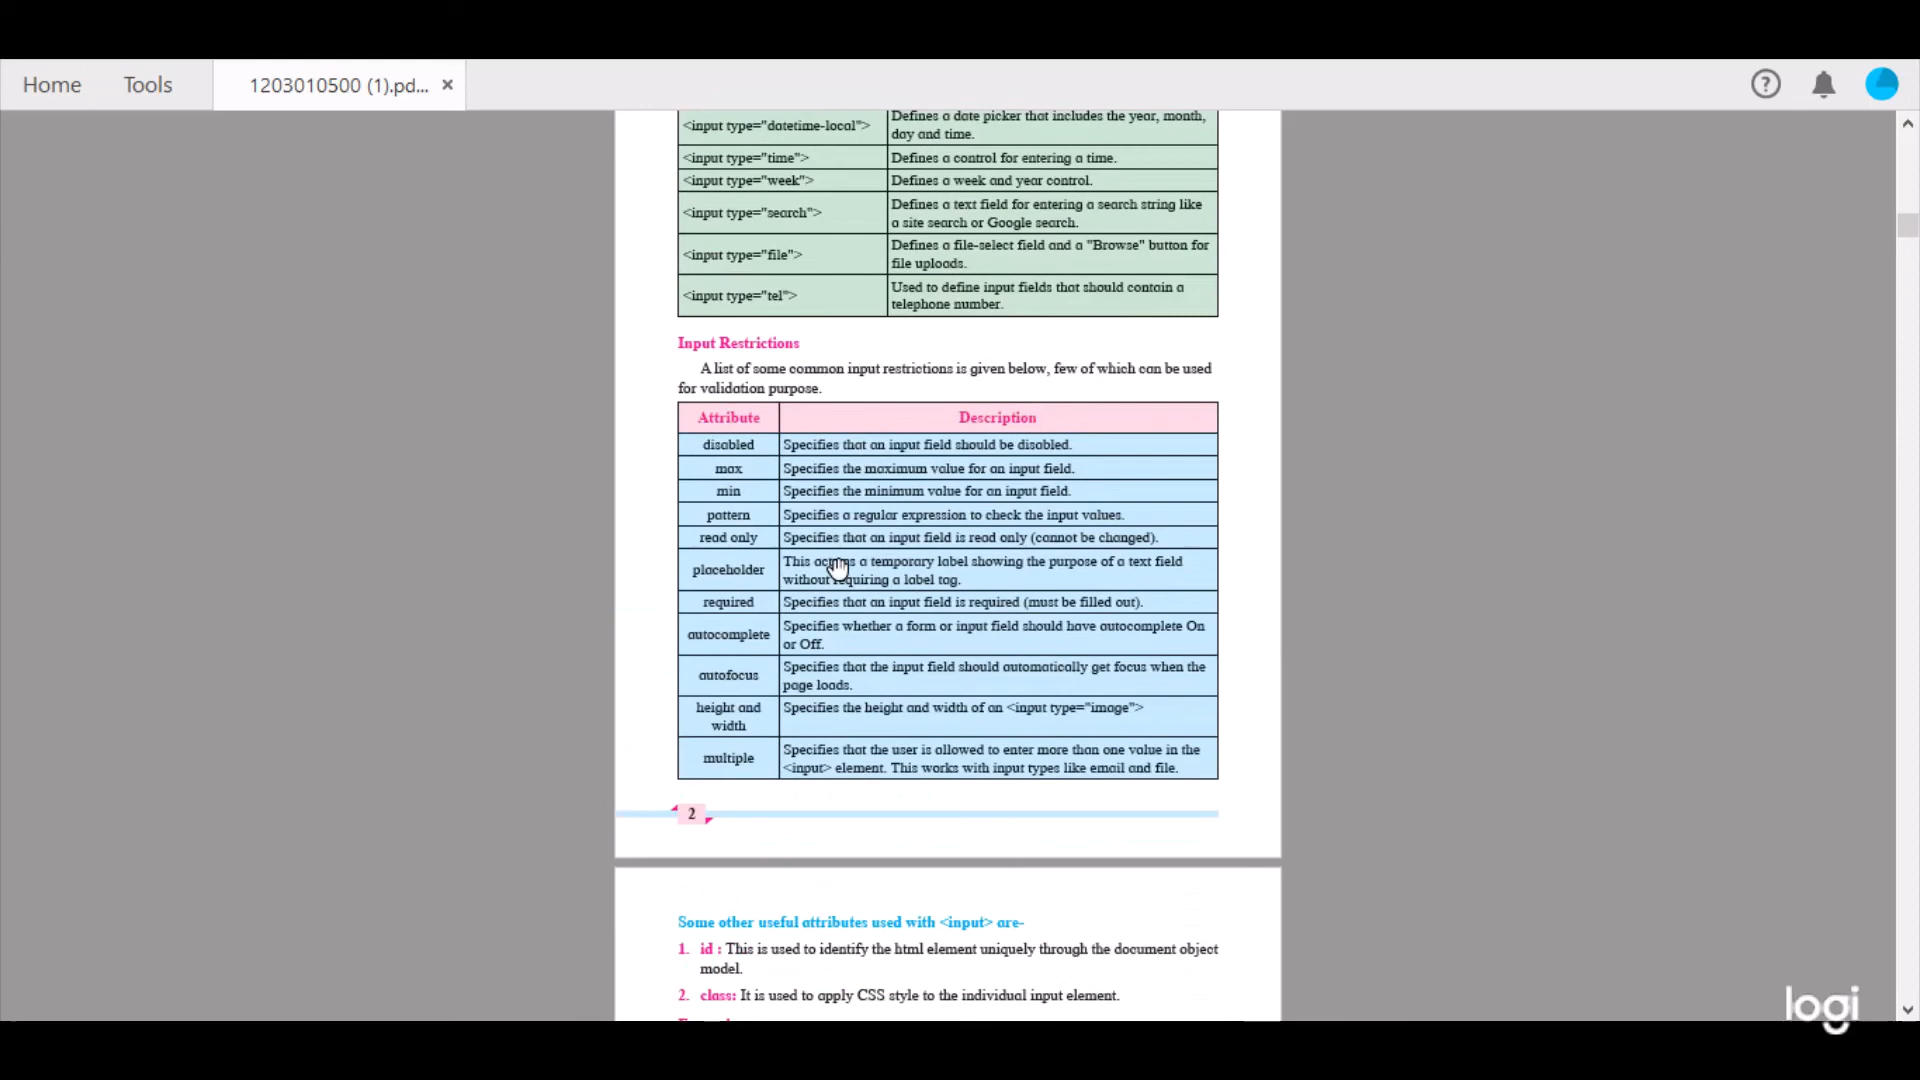 Home Tools 1203010500 (1).pd... ×
<input type="datetime-local"> Defines a date picker that includes the year, month,
day and time.
<input type="time"> Defines a control for entering a time.
<input type="week"> Defines a week and year control.
<input type="search"> Defines a text field for entering a search string like
a site search or Google search.
<input type="file"> Defines a file-select field and a "Browse" button for
file uploads.
<input type="tel"> Used to define input fields that should contain a
telephone number.
Input Restrictions
A list of some common input restrictions is given below, few of which can be used
for validation purpose.
Attribute Description
disabled Specifies that an input field should be disabled.
max Specifies the maximum value for an input field.
min Specifies the minimum value for an input field.
pattern Specifies a regular expression to check the input values.
read only Specifies that an input field is read only (cannot be changed).
placeholder This a temporary label showing the purpose of a text field
without requiring a label tag.
required Specifies that an input field is required (must be filled out).
autocomplete Specifies whether a form or input field should have autocomplete On
or Off.
autofocus Specifies that the input field should automatically get focus when the
page loads.
height and Specifies the height and width of an <input type="image">
width
multiple Specifies that the user is allowed to enter more than one value in the
<input> element. This works with input types like email and file.
2
Some other useful attributes used with <input> are-
1. id : This is used to identify the html element uniquely through the document object
model.
2. class: It is used to apply CSS style to the individual input element.
logi